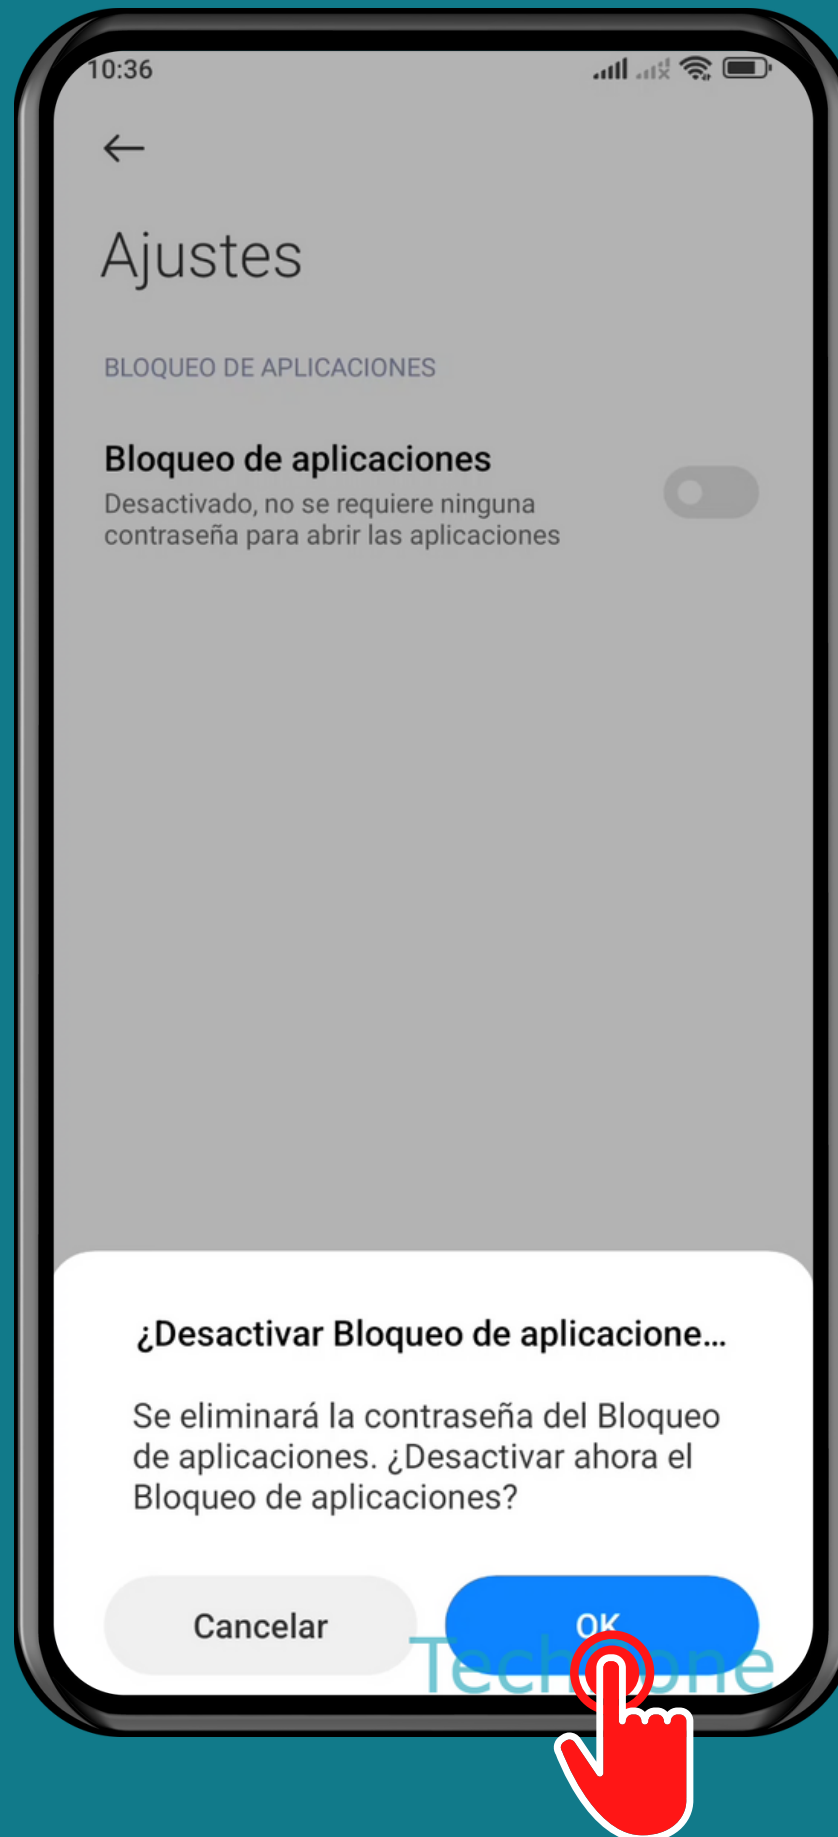 10:36
Ajustes
BLOQUEO DE APLICACIONES
Bloqueo de aplicaciones
Desactivado, no se requiere ninguna
contraseña para abrir las aplicaciones
¿Desactivar Bloqueo de aplicacione...
Se eliminará la contraseña del Bloqueo
de aplicaciones. ¿Desactivar ahora el
Bloqueo de aplicaciones?
Cancelar
OK